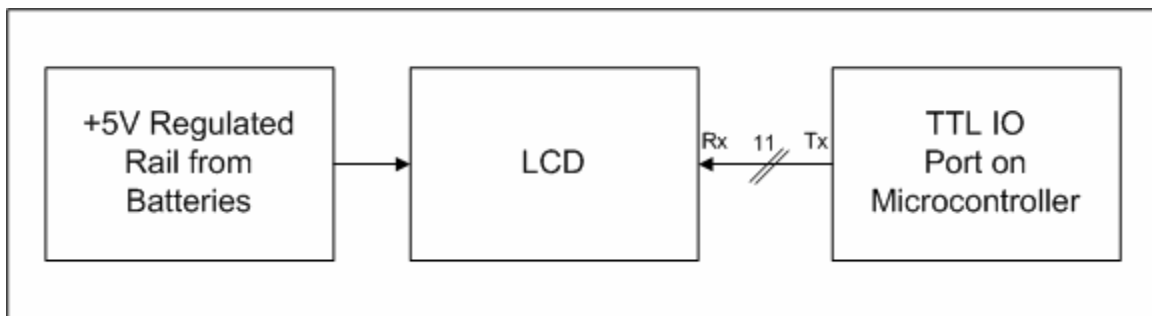 +5V Regulated
Rail from
Batteries
LCD
Rx 11 Tx
TTL IO
Port on
Microcontroller